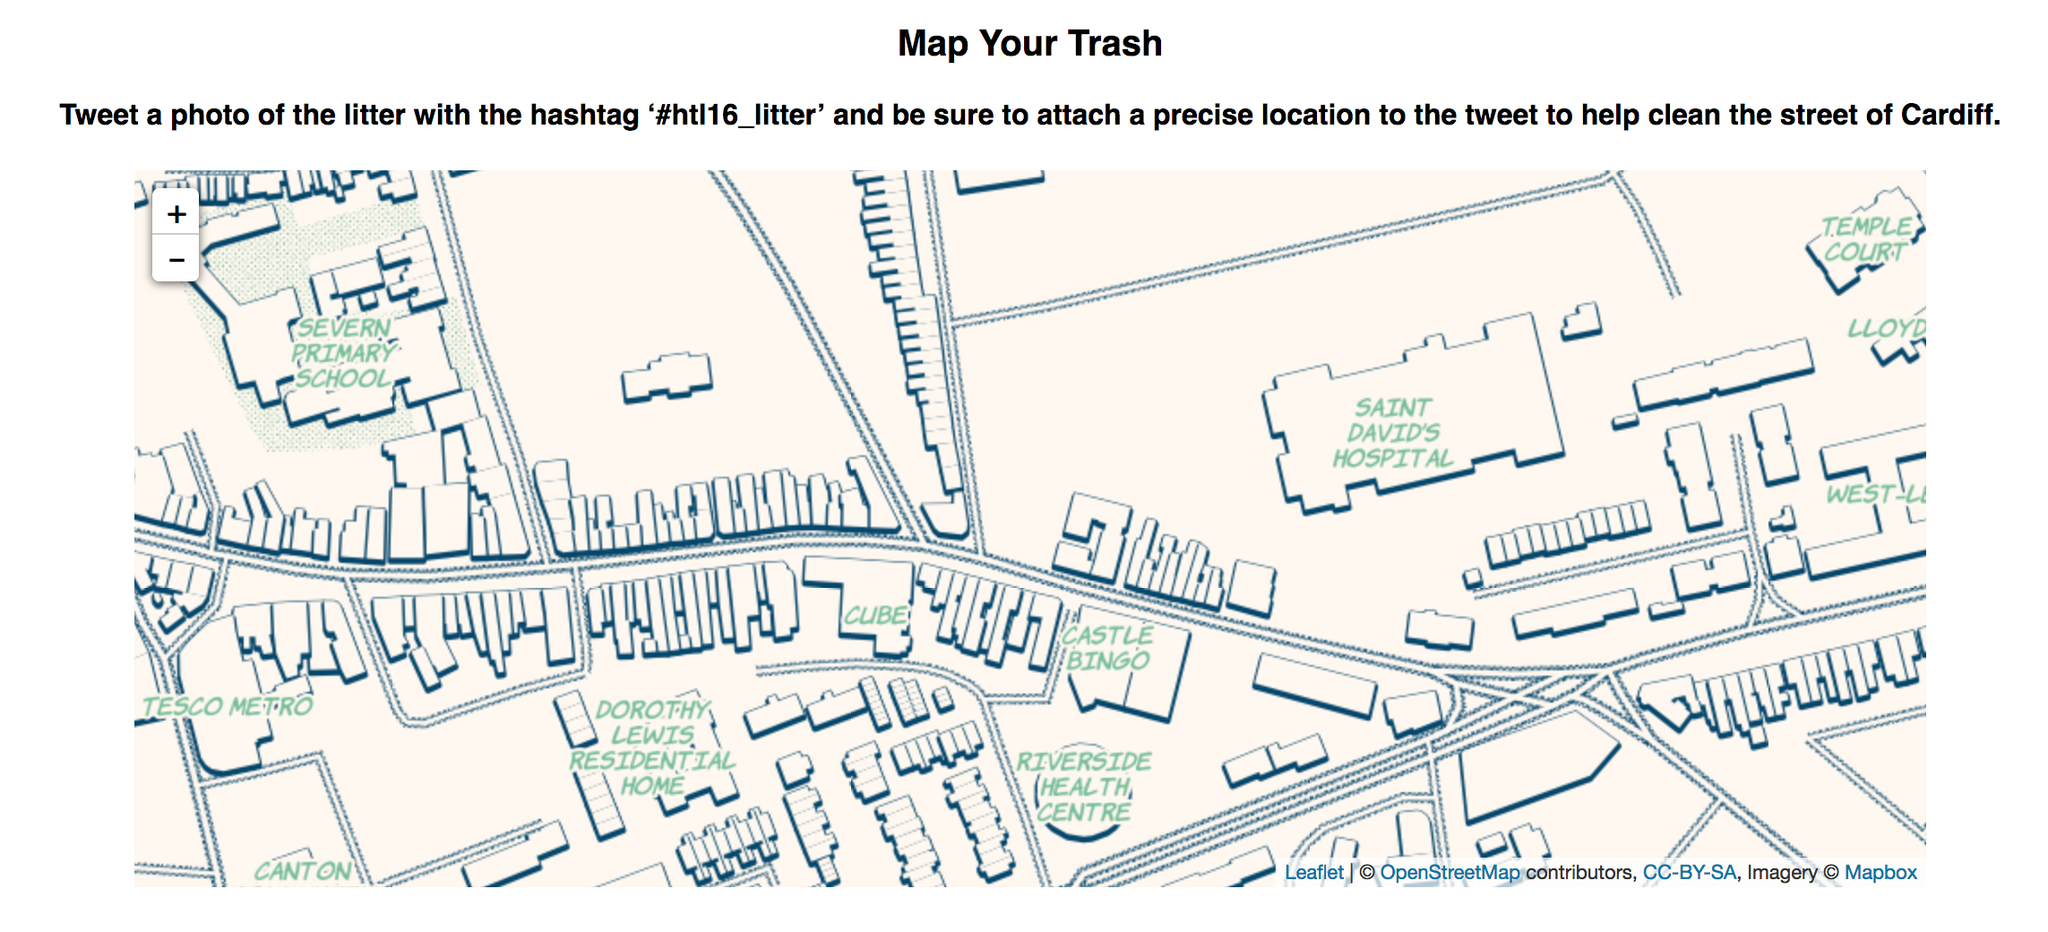 Map Your Trash
Tweet a photo of the litter with the hashtag ‘#htl16_litter’ and be sure to attach a precise location to the tweet to help clean the street of Cardiff.
+
-
TEMPLE
COURT
SEVERN
PRIMARY
SCHOOL
LLOYD
SAINT
DAVID'S
HOSPITAL
WEST-LE
CUBE
CASTLE
BINGO
TESCO METRO
DOROTHY
LEWIS
RESIDENTIAL
HOME
RIVERSIDE
HEALTH
CENTRE
CANTON
Leaflet | © OpenStreetMap contributors, CC-BY-SA, Imagery © Mapbox